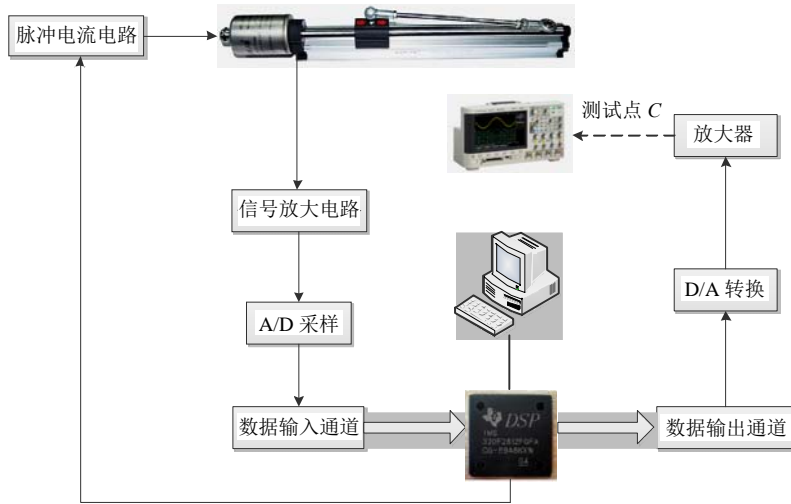 脉冲电流电路
测试点 C
放大器
信号放大电路
D/A 转换
A/D 采样
DSP
数据输入通道
数据输出通道